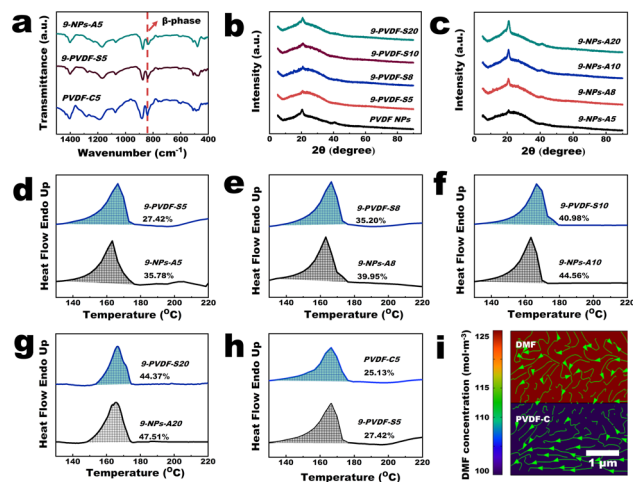 a
9-NPs-A5
β-phase
9-PVDF-S5
PVDF-C5
Transmittance (a.u.)
1400 1200 1000 800 600 400
Wavenumber (cm⁻¹)
b
9-PVDF-S20
9-PVDF-S10
9-PVDF-S8
9-PVDF-S5
PVDF NPs
Intensity (a.u.)
0 20 40 60 80
2θ (degree)
c
9-NPs-A20
9-NPs-A10
9-NPs-A8
9-NPs-A5
Intensity (a.u.)
0 20 40 60 80
2θ (degree)
d
9-PVDF-S5
27.42%
9-NPs-A5
35.78%
Heat Flow Endo Up
140 160 180 200 220
Temperature (°C)
e
9-PVDF-S8
35.20%
9-NPs-A8
39.95%
Heat Flow Endo Up
140 160 180 200 220
Temperature (°C)
f
9-PVDF-S10
40.98%
9-NPs-A10
44.56%
Heat Flow Endo Up
140 160 180 200 220
Temperature (°C)
g
9-PVDF-S20
44.37%
9-NPs-A20
47.51%
Heat Flow Endo Up
140 160 180 200 220
Temperature (°C)
h
PVDF-C5
25.13%
9-PVDF-S5
27.42%
Heat Flow Endo Up
140 160 180 200 220
Temperature (°C)
i
DMF concentration (mol·m⁻³)
125
115
110
100
DMF
PVDF-C
1 μm